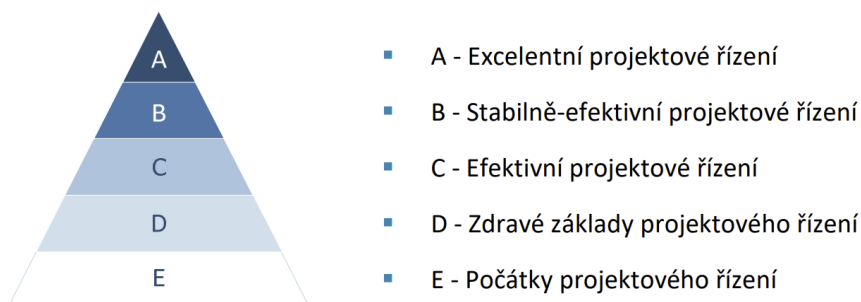 A
B
C
D
E
▪ A - Excelentní projektové řízení
▪ B - Stabilně-efektivní projektové řízení
▪ C - Efektivní projektové řízení
▪ D - Zdravé základy projektového řízení
▪ E - Počátky projektového řízení